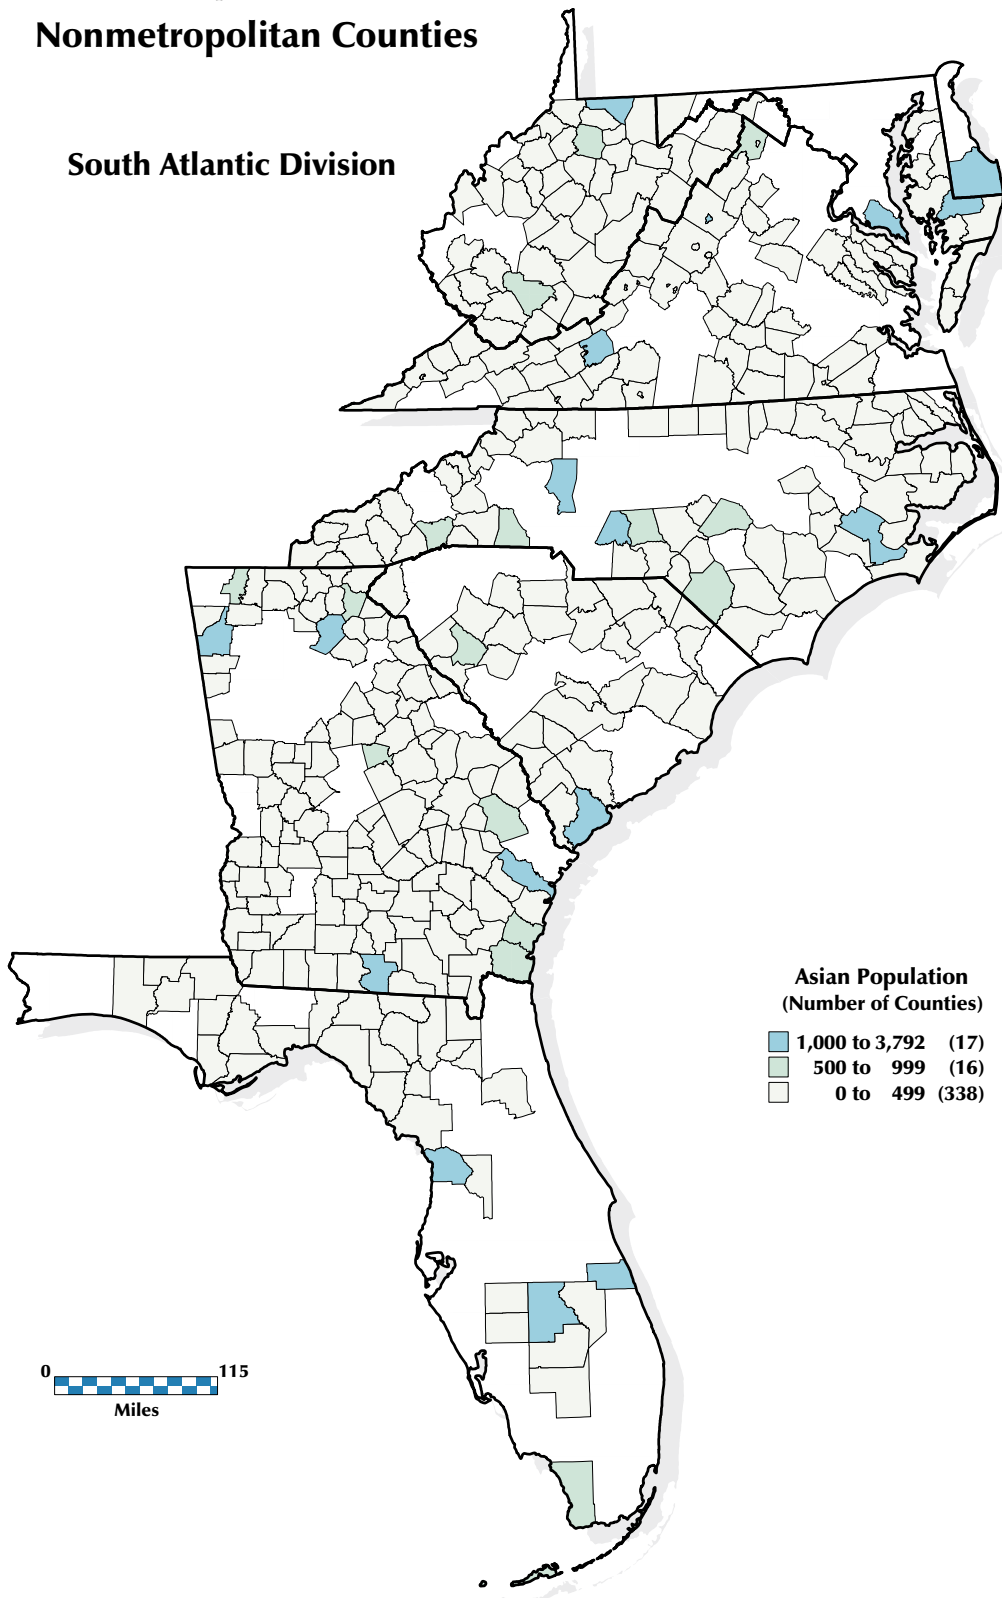 Nonmetropolitan Counties
South Atlantic Division
Asian Population
(Number of Counties)
1,000 to 3,792 (17)
500 to 999 (16)
0 to 499 (338)
0 115
Miles